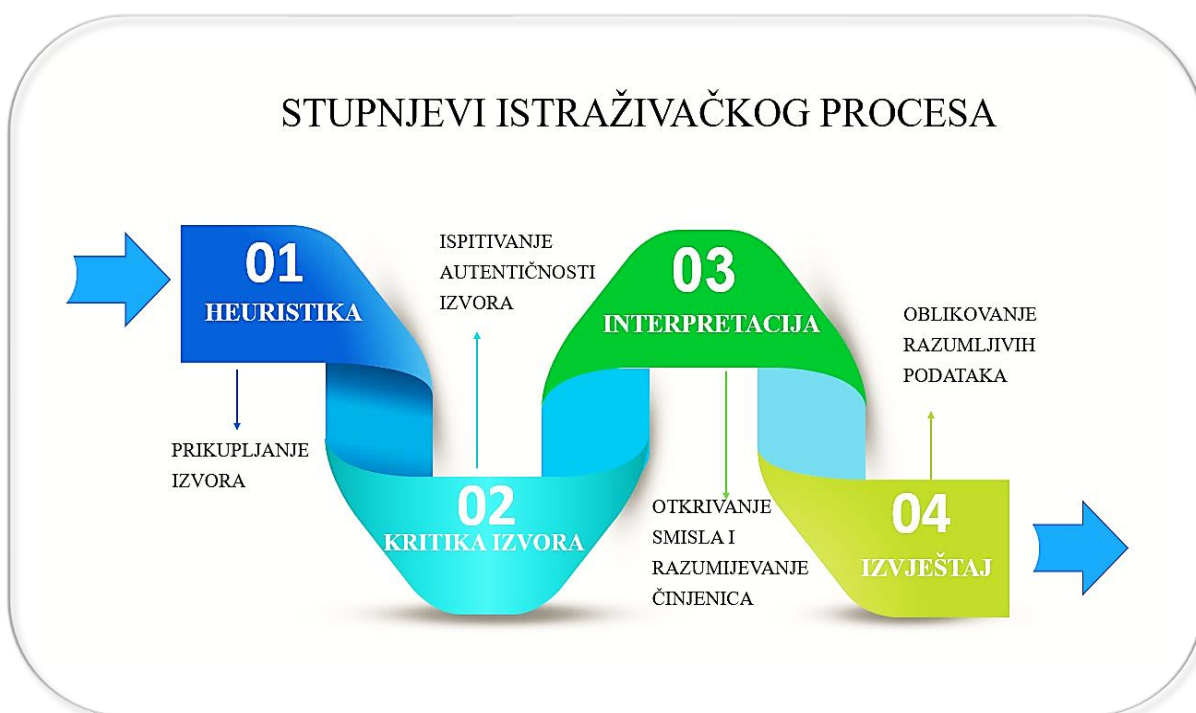 STUPNJEVI ISTRAŽIVAČKOG PROCESA
01
HEURISTIKA
PRIKUPLJANJE
IZVORA
ISPITIVANJE
AUTENTIČNOSTI
IZVORA
02
KRITIKA IZVORA
03
INTERPRETACIJA
OTKRIVANJE
SMISLA I
RAZUMIJEVANJE
ČINJENICA
OBLIKOVANJE
RAZUMLJIVIH
PODATAKA
04
IZVJEŠTAJ